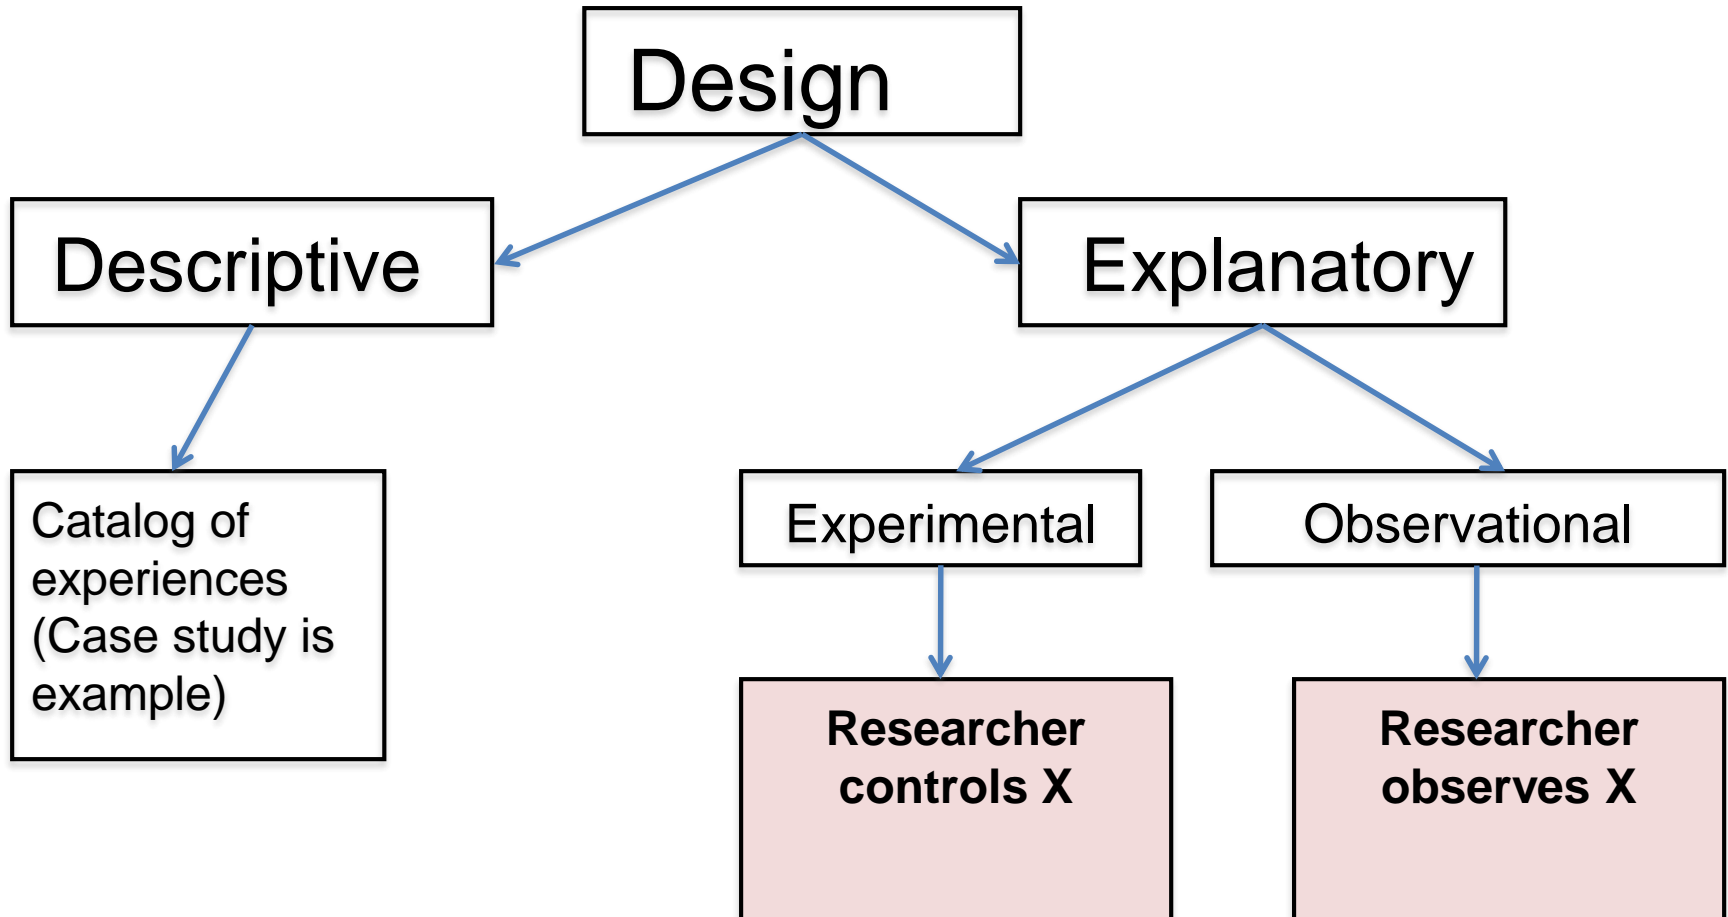 Design
Descriptive
Explanatory
Catalog of
experiences
(Case study is
example)
Experimental
Observational
Researcher
controls X
Researcher
observes X